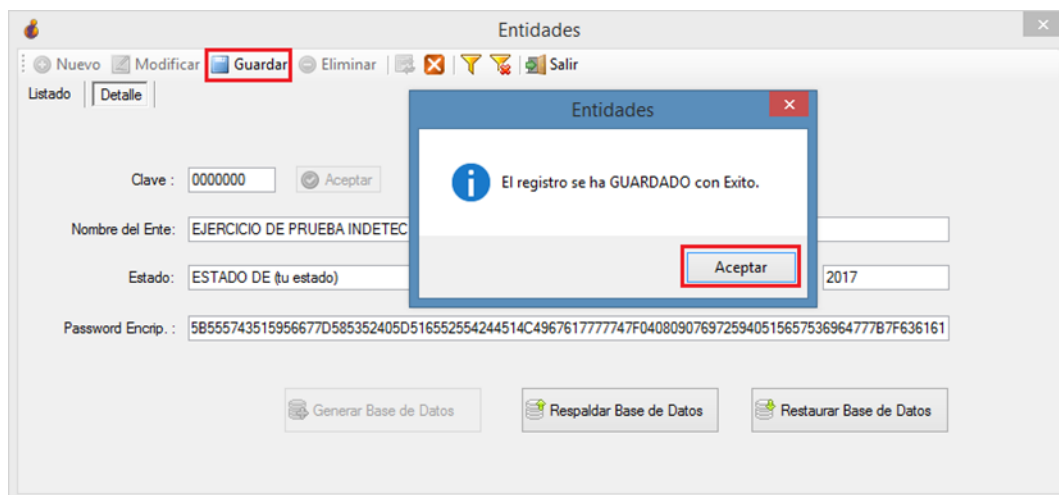 Entidades
Nuevo Modificar Guardar Eliminar Salir
Listado Detalle
Entidades
El registro se ha GUARDADO con Exito.
Aceptar
Clave : 0000000 Aceptar
Nombre del Ente: EJERCICIO DE PRUEBA INDETEC
Estado: ESTADO DE (tu estado) 2017
Password Encrip. : 5B555743515956677D585352405D516552554244514C4967617777747F0408090769725940515657536964777B7F636161
Generar Base de Datos Respaldar Base de Datos Restaurar Base de Datos